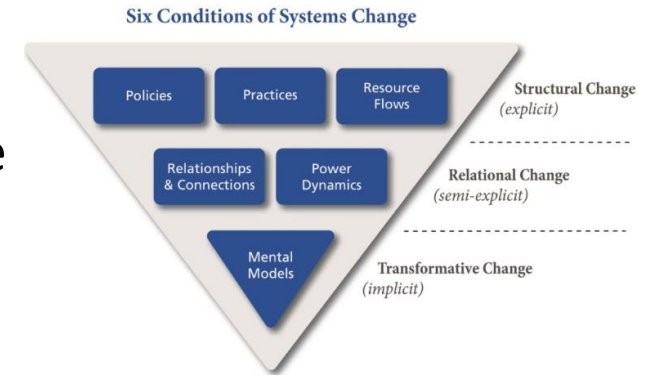 Six Conditions of Systems Change
Policies
Practices
Resource
Flows
Structural Change
(explicit)
e
Relationships
& Connections
Power
Dynamics
Relational Change
(semi-explicit)
Mental
Models
Transformative Change
(implicit)